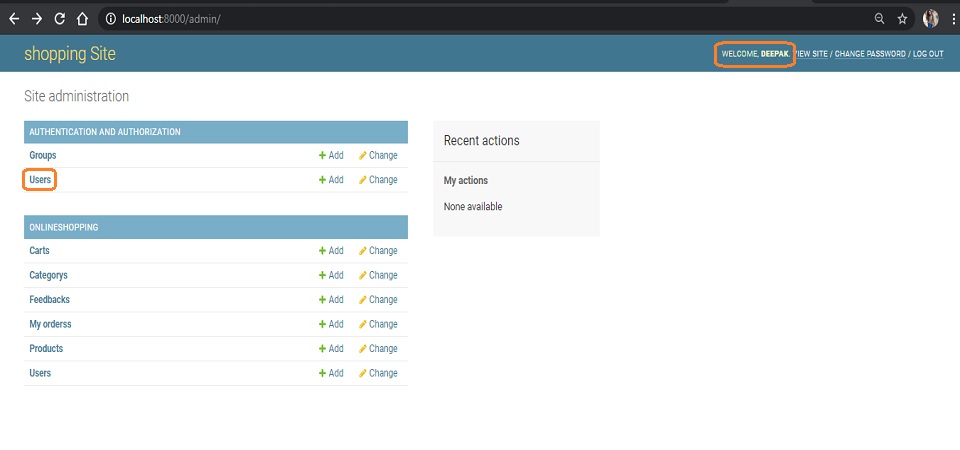 localhost:8000/admin/
shopping Site
WELCOME, DEEPAK. VIEW SITE / CHANGE PASSWORD / LOG OUT
Site administration
AUTHENTICATION AND AUTHORIZATION
Groups Add Change
Users Add Change
ONLINESHOPPING
Carts Add Change
Categorys Add Change
Feedbacks Add Change
My orderss Add Change
Products Add Change
Users Add Change
Recent actions
My actions
None available